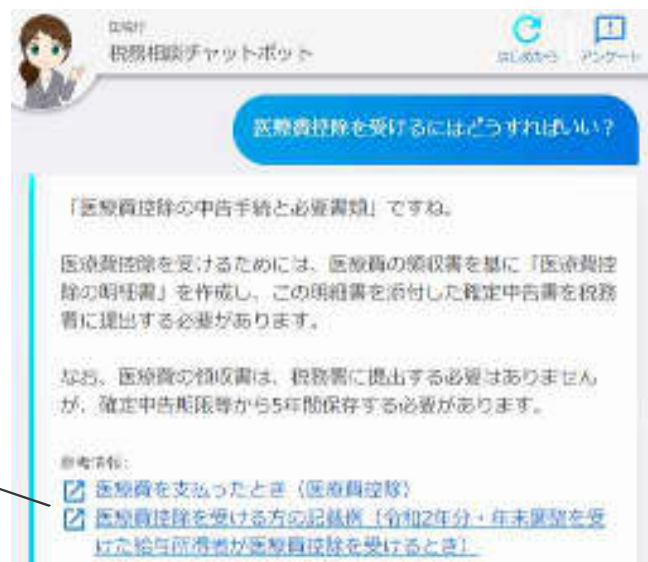 国税庁
税務相談チャットボット
はじめから
アンケート
医療費控除を受けるにはどうすればいい？
「医療費控除の申告手続と必要書類」ですね。
医療費控除を受けるためには、医療費の領収書を基に「医療費控
除の明細書」を作成し、この明細書を添付した確定申告書を税務
署に提出する必要があります。
なお、医療費の領収書は、税務署に提出する必要はありません
が、確定申告期限等から5年間保存する必要があります。
参考情報:
医療費を支払ったとき（医療費控除）
医療費控除を受ける方の記載例（令和2年分・年末調整を受
けた給与所得者が医療費控除を受けるとき）